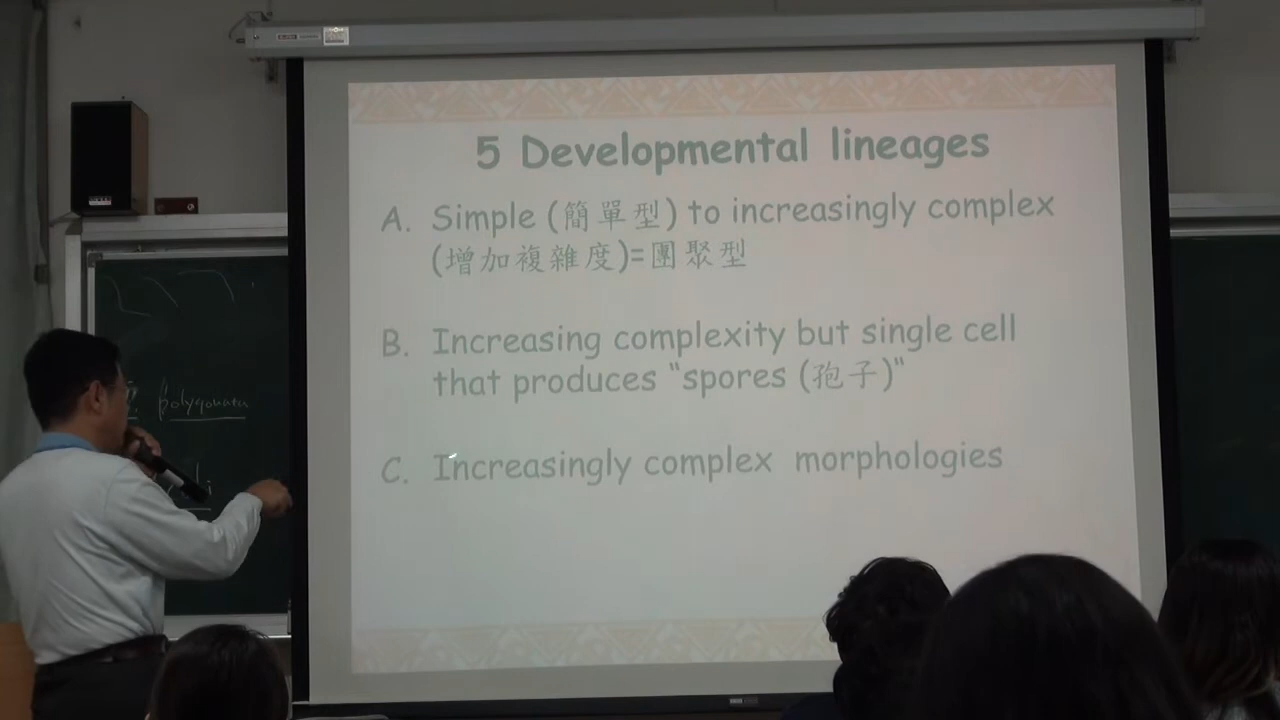 5 Developmental lineages
A. Simple (簡單型) to increasingly complex
(增加複雜度)=團聚型
B. Increasing complexity but single cell
that produces "spores (孢子)"
C. Increasingly complex morphologies
polygonata